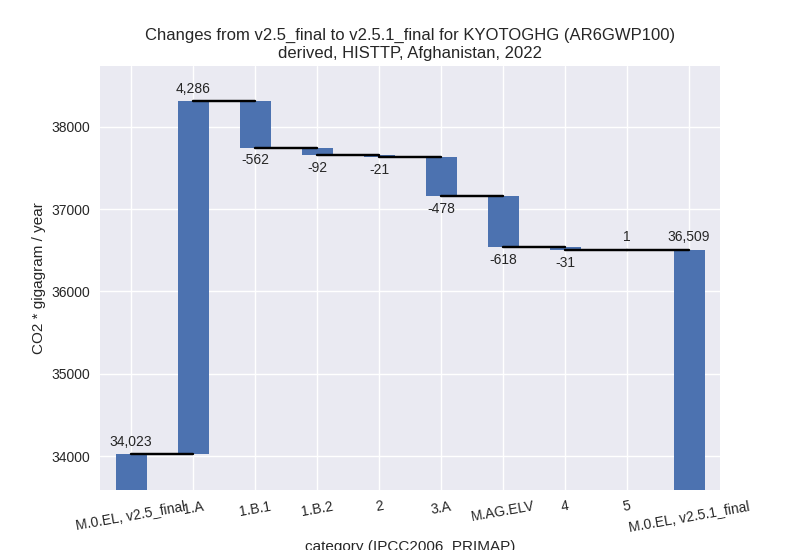 Changes from v2.5_final to v2.5.1_final for KYOTOGHG (AR6GWP100)
derived, HISTTP, Afghanistan, 2022
CO2 * gigagram / year
38000
37000
36000
35000
34000
34,023
4,286
-562
-92
-21
-478
-618
-31
1
36,509
M.0.EL, v2.5_final
1.A
1.B.1
1.B.2
2
3.A
M.AG.ELV
4
5
M.0.EL, v2.5.1_final
category (IPCC2006_PRIMAP)